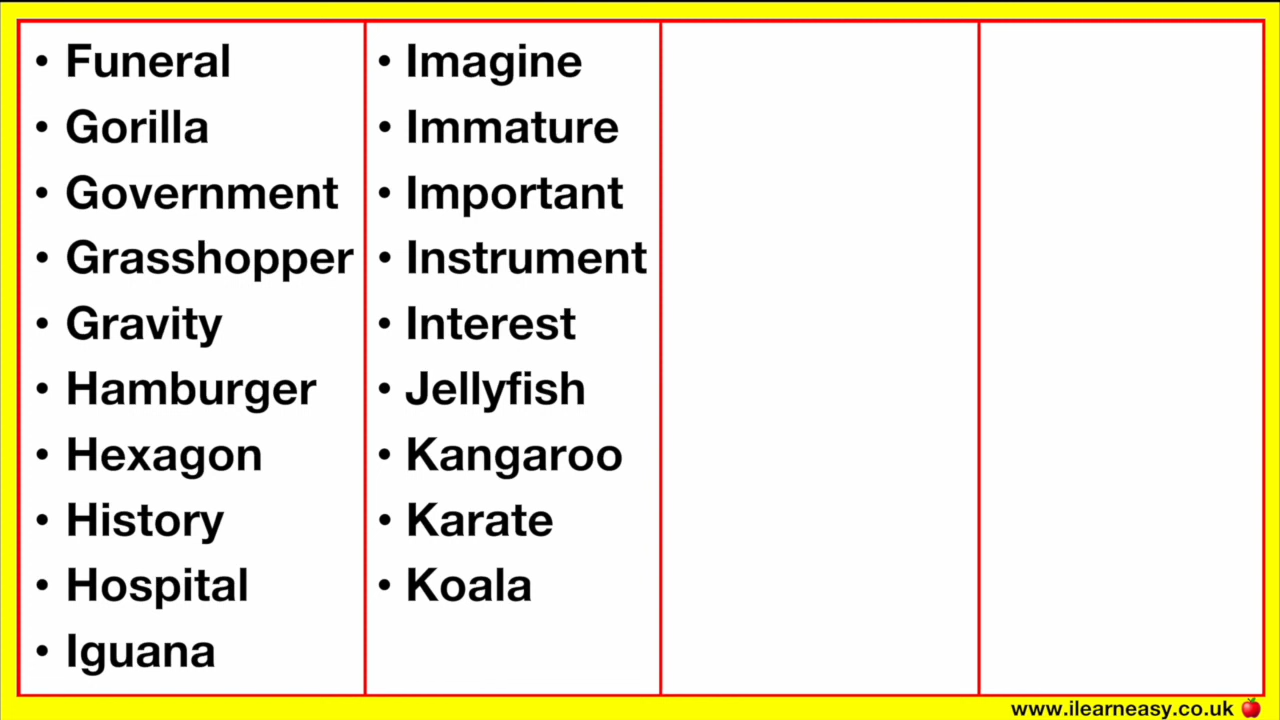 • Funeral
• Gorilla
• Government
• Grasshopper
• Gravity
• Hamburger
• Hexagon
• History
• Hospital
• Iguana
• Imagine
• Immature
• Important
• Instrument
• Interest
• Jellyfish
• Kangaroo
• Karate
• Koala
www.ilearneasy.co.uk